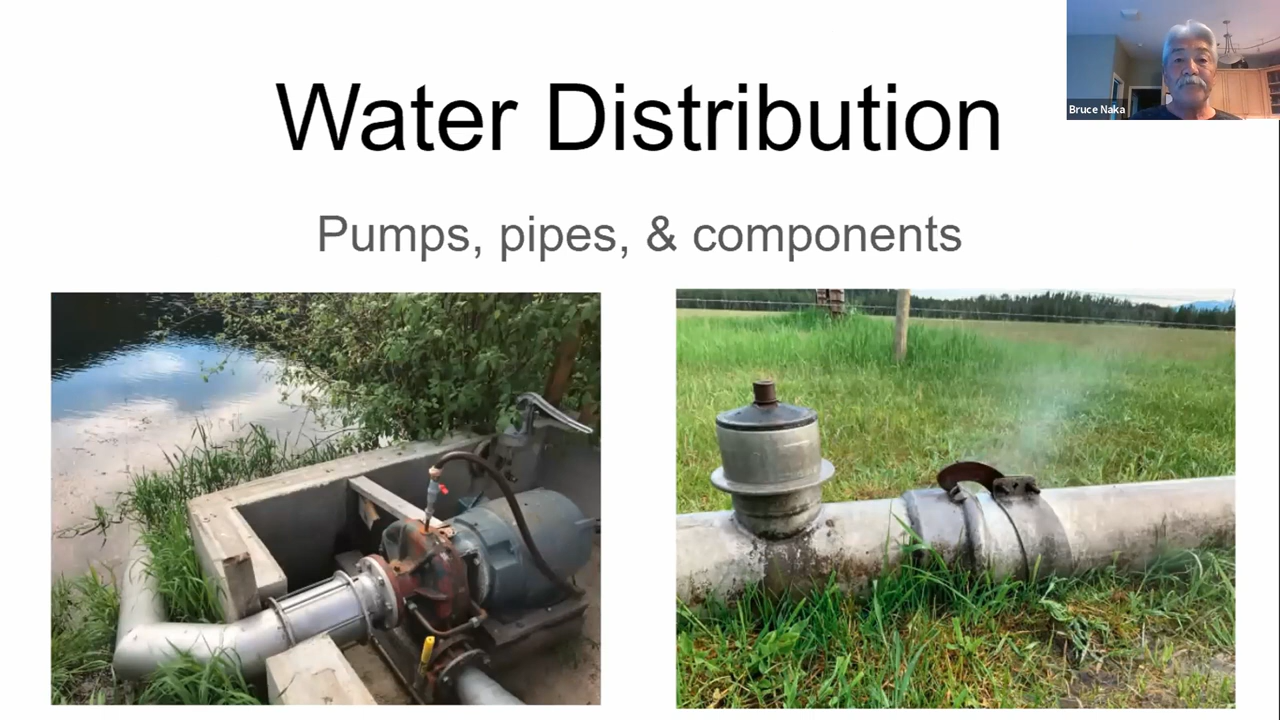 Water Distribution
Pumps, pipes, & components
Bruce Naka